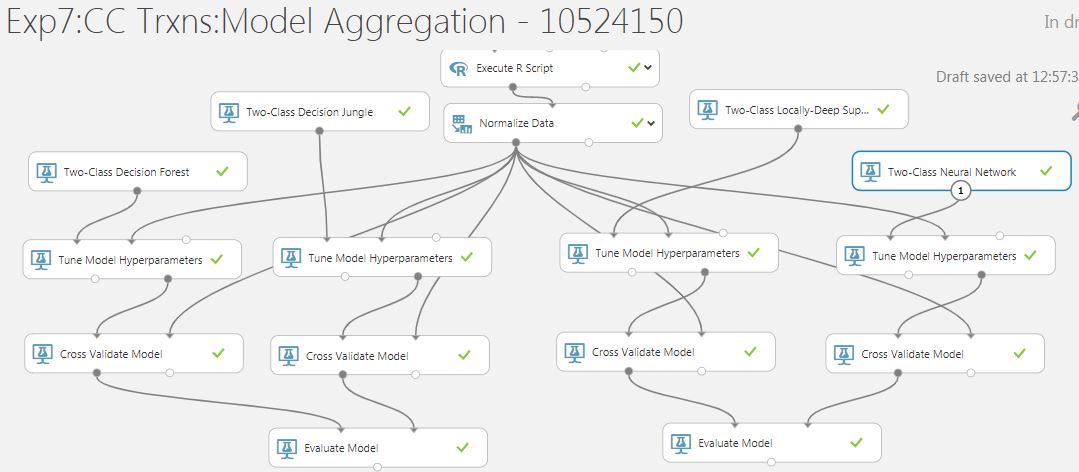 Exp7:CC Trxns:Model Aggregation - 10524150
In dr
Execute R Script
Draft saved at 12:57:3
Two-Class Decision Jungle
Normalize Data
Two-Class Locally-Deep Sup...
Two-Class Decision Forest
Two-Class Neural Network
1
Tune Model Hyperparameters
Tune Model Hyperparameters
Tune Model Hyperparameters
Tune Model Hyperparameters
Cross Validate Model
Cross Validate Model
Cross Validate Model
Cross Validate Model
Evaluate Model
Evaluate Model